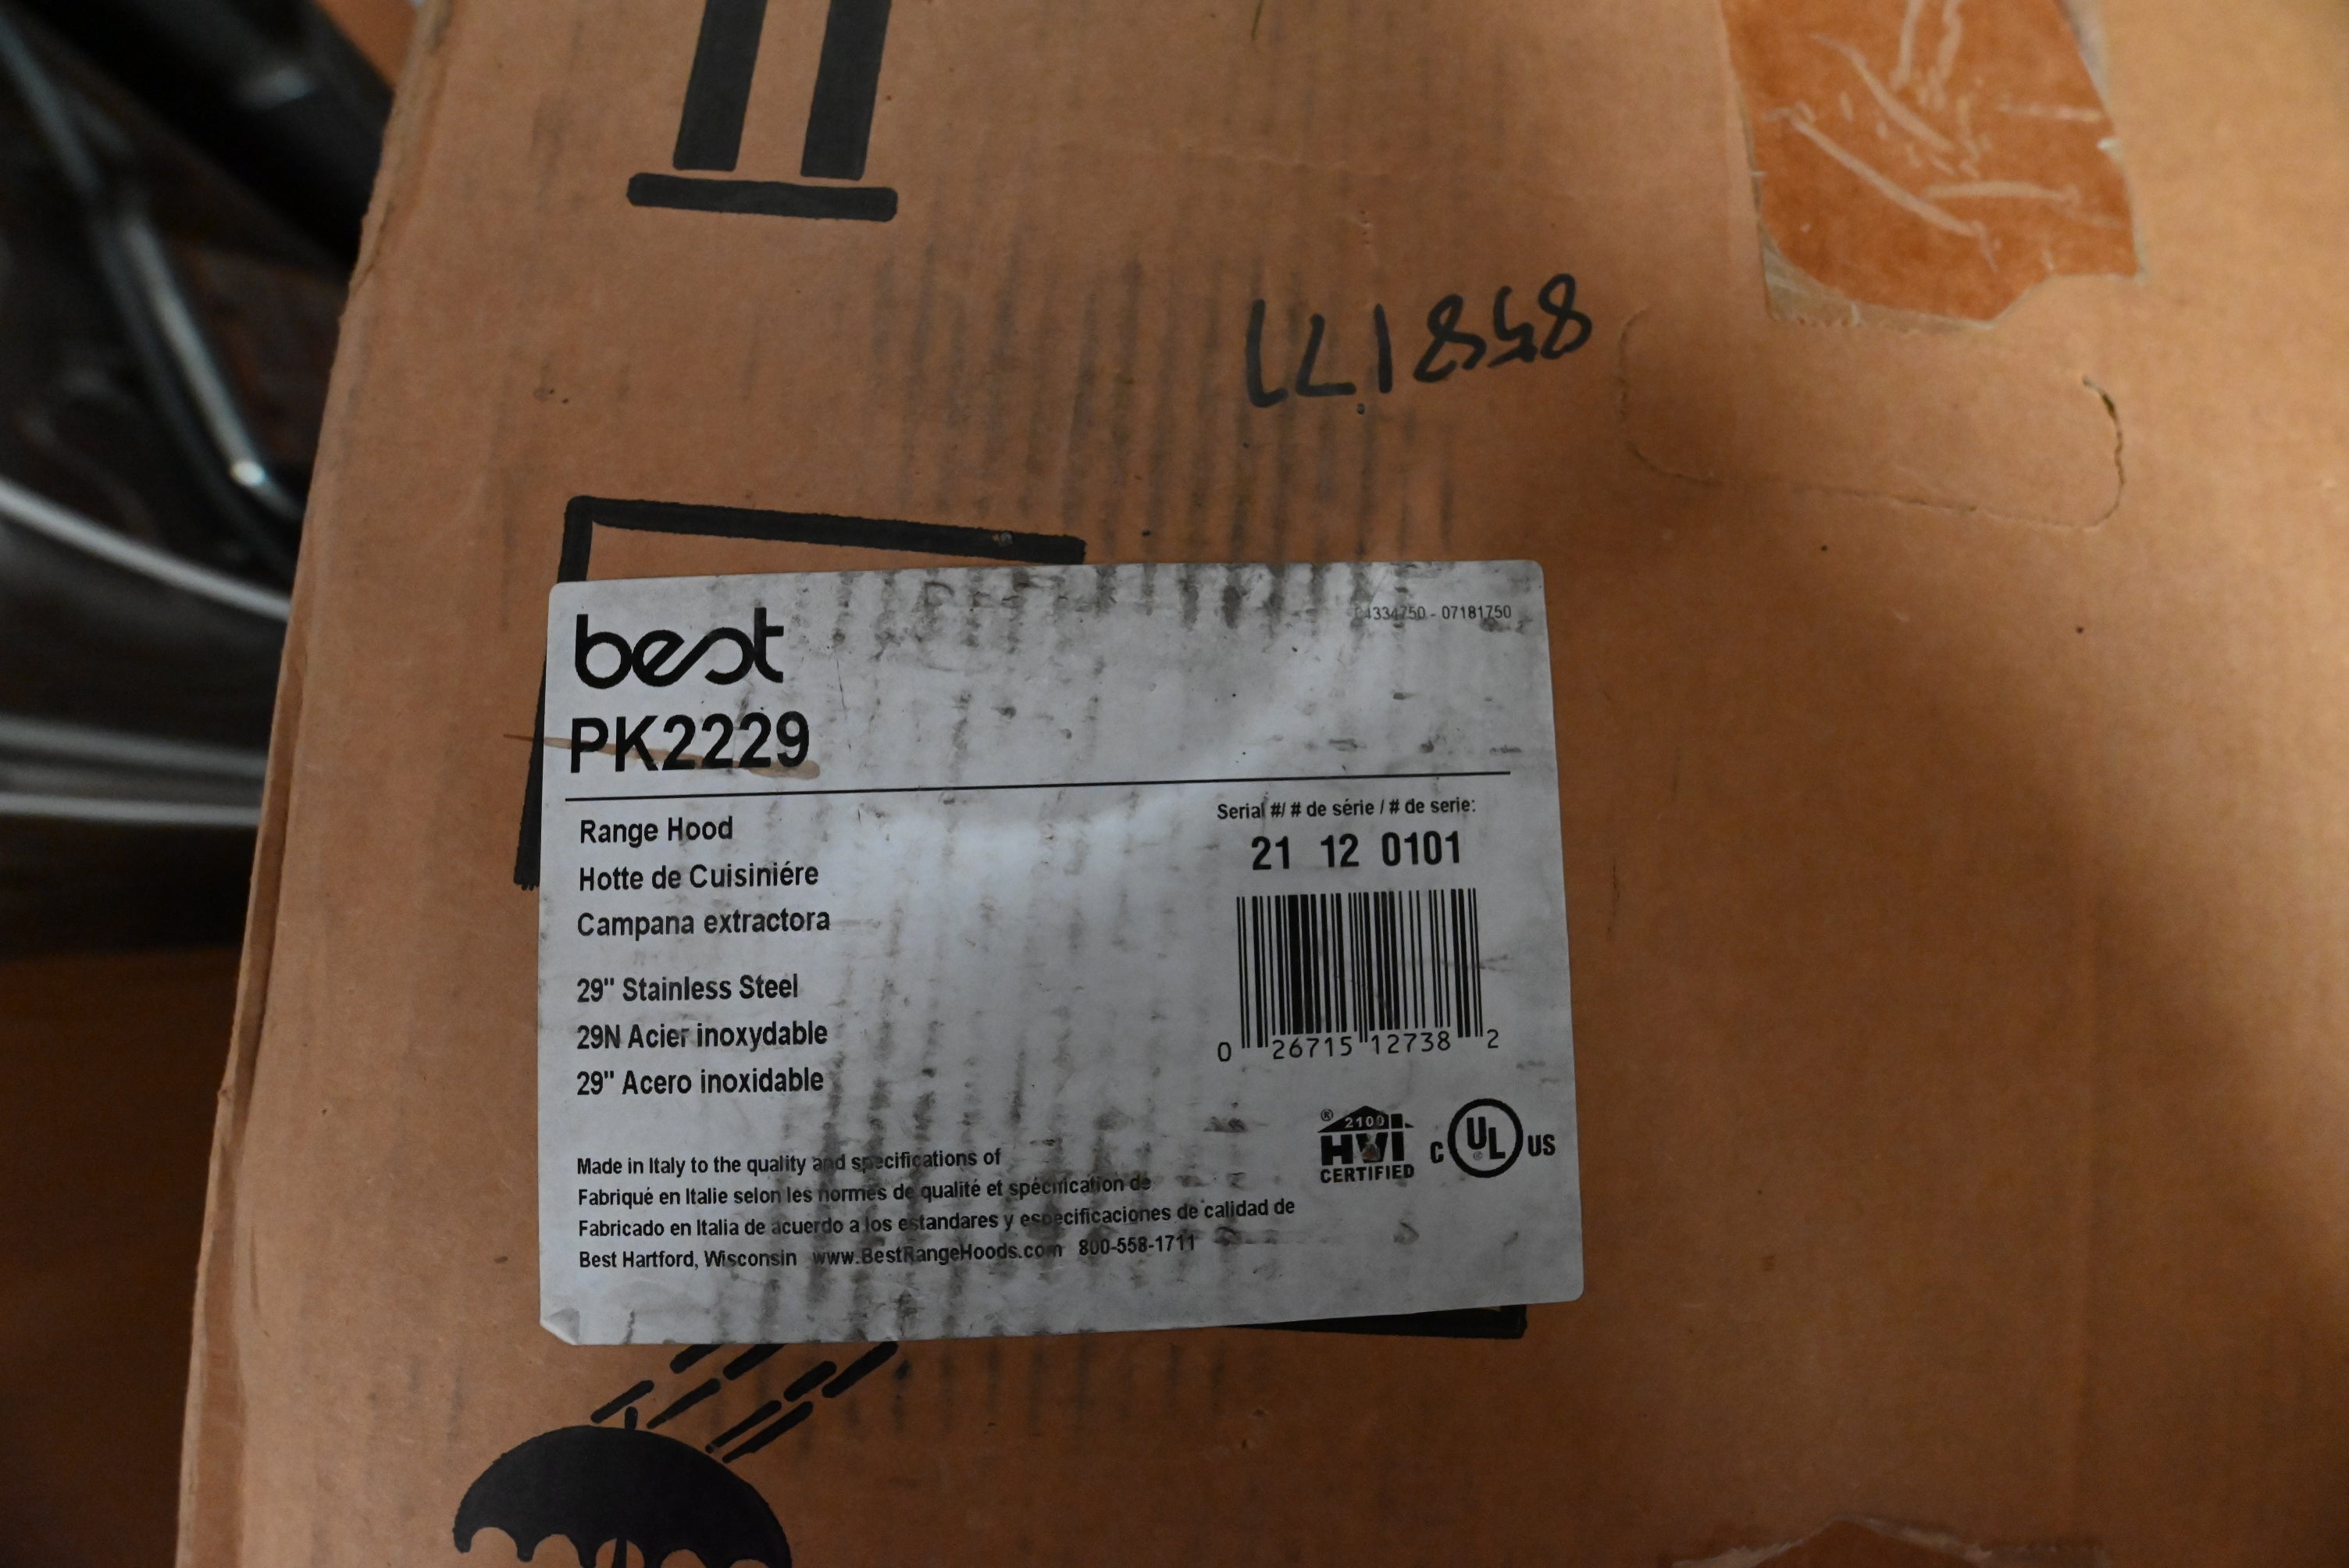 858177
best
04334750 - 07181750
PK2229
Range Hood
Hotte de Cuisiniére
Campana extractora
29" Stainless Steel
29N Acier inoxydable
29" Acero inoxidable
Serial #/ # de série / # de serie:
21 12 0101
0 26715 12738 2
® 2100
HVI
CERTIFIED
C UL ® US
Made in Italy to the quality and specifications of
Fabriqué en Italie selon les normes de qualité et spécification de
Fabricado en Italia de acuerdo a los estandares y especificaciones de calidad de
Best Hartford, Wisconsin www.BestRangeHoods.com 800-558-1711